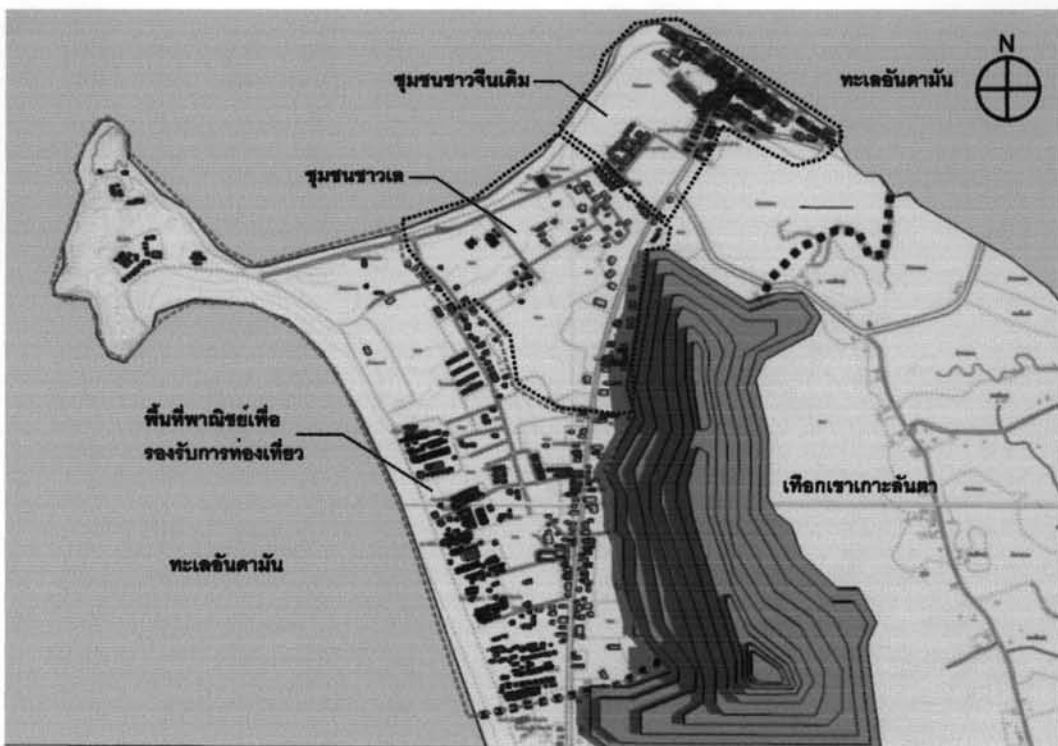 N
ชุมชนชาวจีนเดิม
ทะเลอันดามัน
ชุมชนชาวเล
พื้นที่พาณิชย์เพื่อ
รองรับการท่องเที่ยว
เทือกเขาเกาะลันตา
ทะเลอันดามัน